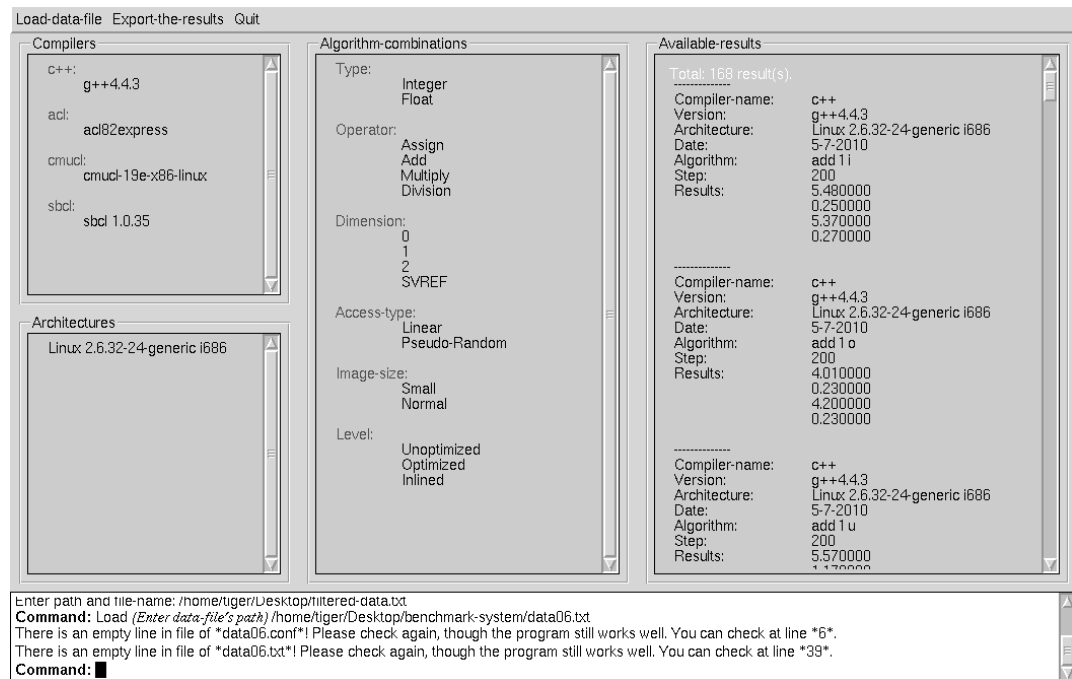 Load-data-file Export-the-results Quit
Compilers
c++:
g++4.4.3
acl:
acl82express
cmucl:
cmucl-19e-x86-linux
sbcl:
sbcl 1.0.35
Architectures
Linux 2.6.32-24-generic i686
Algorithm-combinations
Type:
Integer
Float
Operator:
Assign
Add
Multiply
Division
Dimension:
0
1
2
SVREF
Access-type:
Linear
Pseudo-Random
Image-size:
Small
Normal
Level:
Unoptimized
Optimized
Inlined
Available-results
Total: 168 result(s).
--------------
Compiler-name: c++
Version: g++4.4.3
Architecture: Linux 2.6.32-24-generic i686
Date: 5-7-2010
Algorithm: add 1 i
Step: 200
Results: 5.480000
0.250000
5.370000
0.270000
--------------
Compiler-name: c++
Version: g++4.4.3
Architecture: Linux 2.6.32-24-generic i686
Date: 5-7-2010
Algorithm: add 1 o
Step: 200
Results: 4.010000
0.230000
4.200000
0.230000
--------------
Compiler-name: c++
Version: g++4.4.3
Architecture: Linux 2.6.32-24-generic i686
Date: 5-7-2010
Algorithm: add 1 u
Step: 200
Results: 5.570000
Enter path and file-name: /home/tiger/Desktop/filtered-data.txt
Command: Load (Enter data-file's path) /home/tiger/Desktop/benchmark-system/data06.txt
There is an empty line in file of *data06.conf*! Please check again, though the program still works well. You can check at line *6*.
There is an empty line in file of *data06.txt*! Please check again, though the program still works well. You can check at line *39*.
Command: